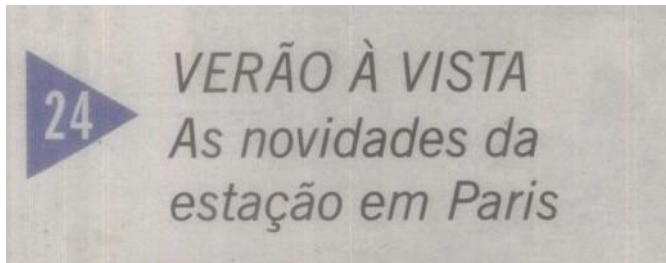 24
VERÃO À VISTA
As novidades da
estação em Paris